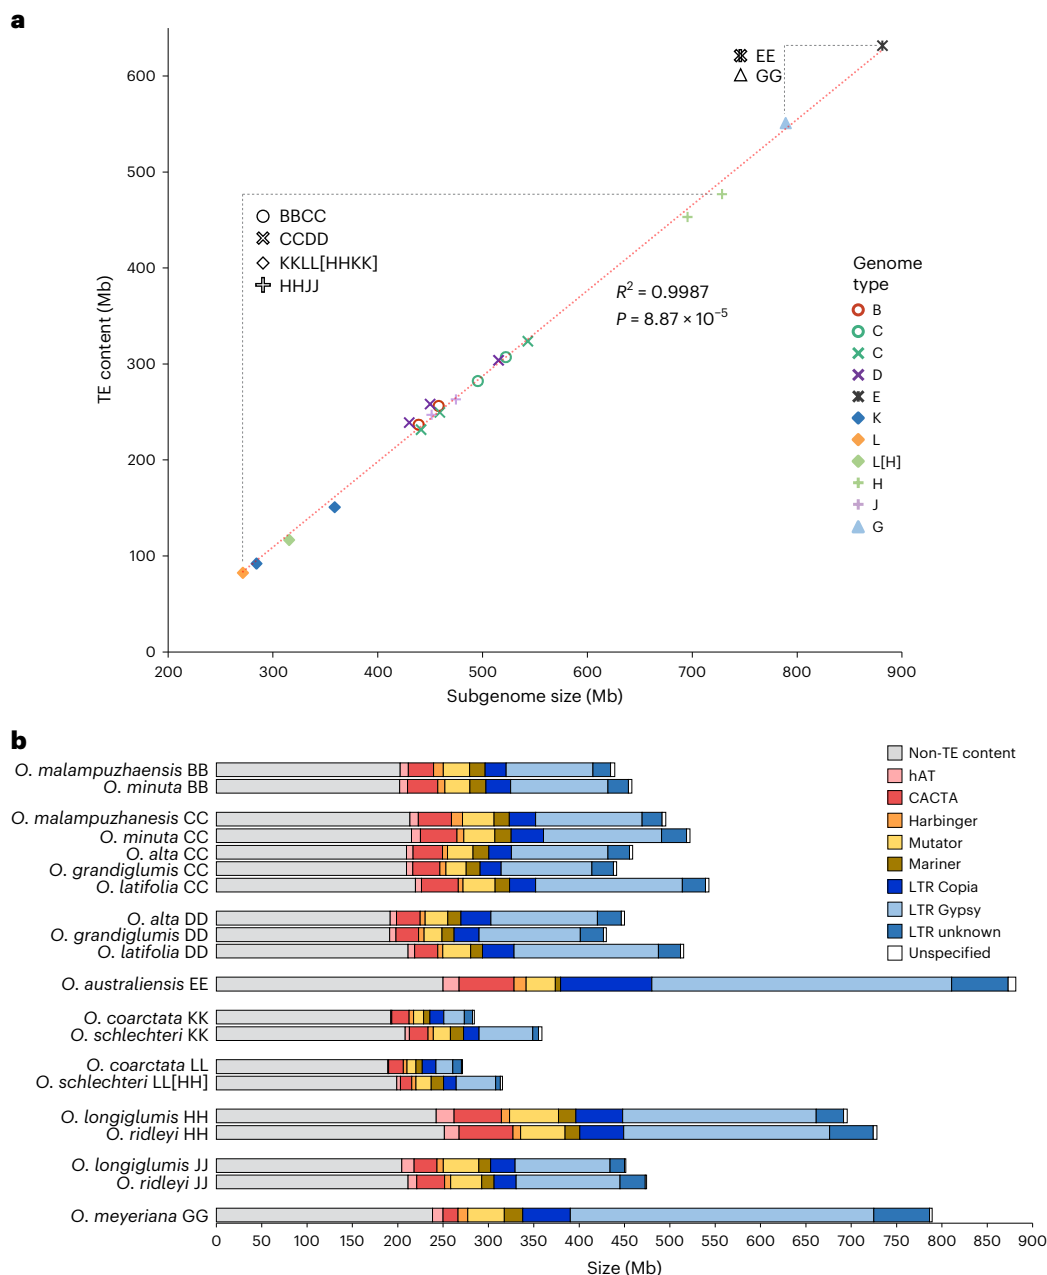 a
EE
GG
BBCC
CCDD
KKLL[HHKK]
HHJJ
R² = 0.9987
P = 8.87 × 10⁻⁵
Genome
type
B
C
C
D
E
K
L
L[H]
H
J
G
TE content (Mb)
600
500
400
300
200
100
0
200 300 400 500 600 700 800 900
Subgenome size (Mb)
b
O. malampuzhaensis BB
O. minuta BB
O. malampuzhanesis CC
O. minuta CC
O. alta CC
O. grandiglumis CC
O. latifolia CC
O. alta DD
O. grandiglumis DD
O. latifolia DD
O. australiensis EE
O. coarctata KK
O. schlechteri KK
O. coarctata LL
O. schlechteri LL[HH]
O. longiglumis HH
O. ridleyi HH
O. longiglumis JJ
O. ridleyi JJ
O. meyeriana GG
Non-TE content
hAT
CACTA
Harbinger
Mutator
Mariner
LTR Copia
LTR Gypsy
LTR unknown
Unspecified
0 50 100 150 200 250 300 350 400 450 500 550 600 650 700 750 800 850 900
Size (Mb)